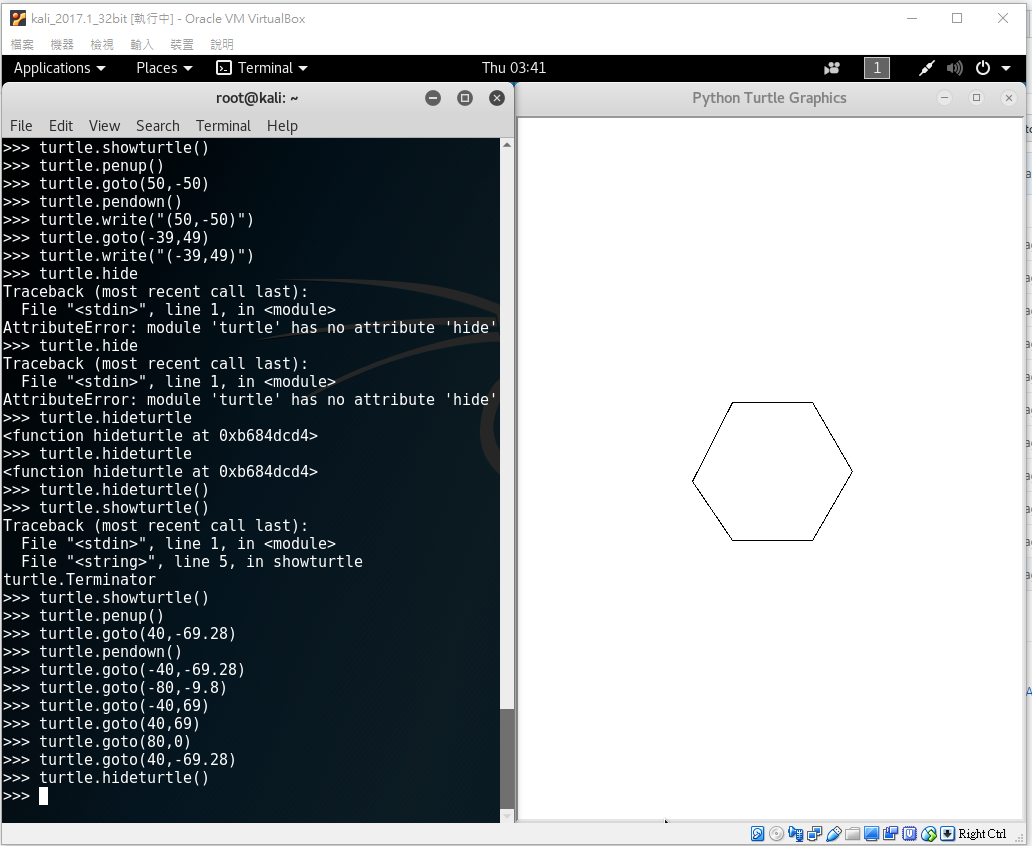 kali_2017.1_32bit [執行中] - Oracle VM VirtualBox
檔案 機器 檢視 輸入 裝置 說明
Applications Places Terminal Thu 03:41 1
root@kali: ~
File Edit View Search Terminal Help
>>> turtle.showturtle()
>>> turtle.penup()
>>> turtle.goto(50,-50)
>>> turtle.pendown()
>>> turtle.write("(50,-50)")
>>> turtle.goto(-39,49)
>>> turtle.write("(-39,49)")
>>> turtle.hide
Traceback (most recent call last):
  File "<stdin>", line 1, in <module>
AttributeError: module 'turtle' has no attribute 'hide'
>>> turtle.hide
Traceback (most recent call last):
  File "<stdin>", line 1, in <module>
AttributeError: module 'turtle' has no attribute 'hide'
>>> turtle.hideturtle
<function hideturtle at 0xb684dcd4>
>>> turtle.hideturtle
<function hideturtle at 0xb684dcd4>
>>> turtle.hideturtle()
>>> turtle.showturtle()
Traceback (most recent call last):
  File "<stdin>", line 1, in <module>
  File "<string>", line 5, in showturtle
turtle.Terminator
>>> turtle.showturtle()
>>> turtle.penup()
>>> turtle.goto(40,-69.28)
>>> turtle.pendown()
>>> turtle.goto(-40,-69.28)
>>> turtle.goto(-80,-9.8)
>>> turtle.goto(-40,69)
>>> turtle.goto(40,69)
>>> turtle.goto(80,0)
>>> turtle.goto(40,-69.28)
>>> turtle.hideturtle()
>>>
Python Turtle Graphics
Right Ctrl